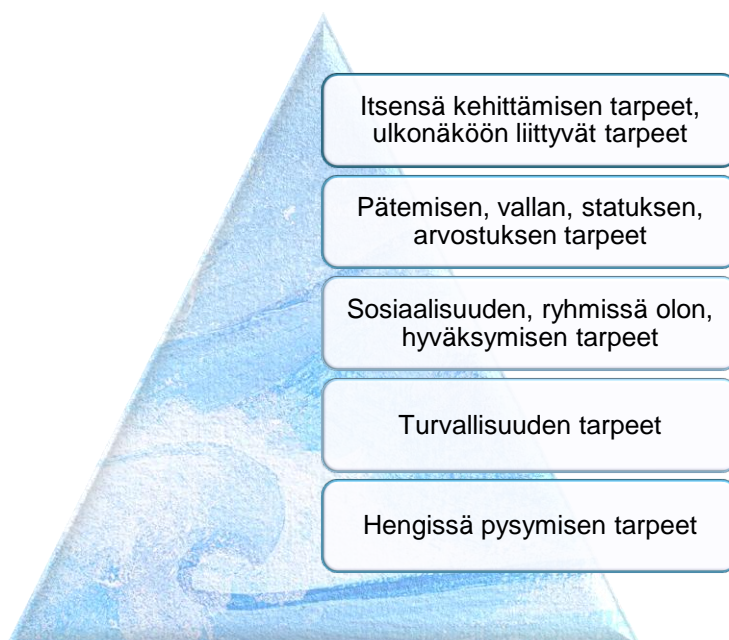 Itsensä kehittämisen tarpeet,
ulkonäköön liittyvät tarpeet
Pätemisen, vallan, statuksen,
arvostuksen tarpeet
Sosiaalisuuden, ryhmissä olon,
hyväksymisen tarpeet
Turvallisuuden tarpeet
Hengissä pysymisen tarpeet